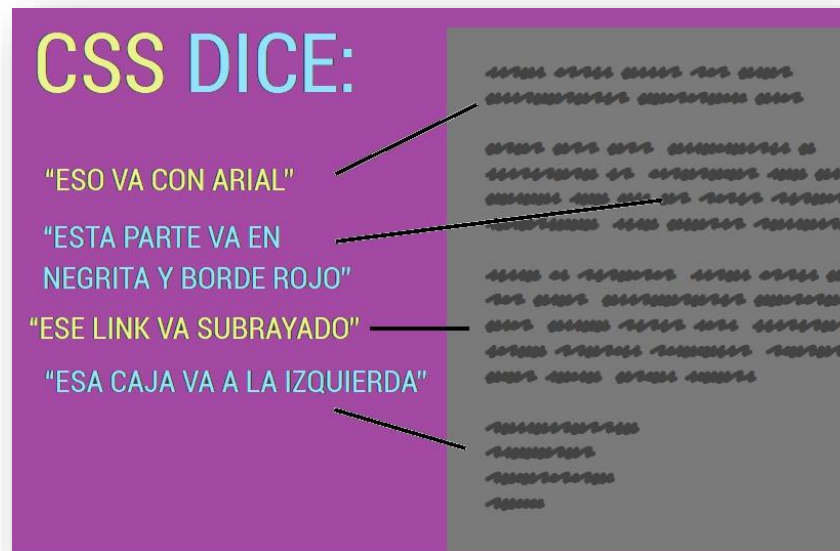 CSS DICE:
“ESO VA CON ARIAL”
“ESTA PARTE VA EN
NEGRITA Y BORDE ROJO”
“ESE LINK VA SUBRAYADO”
“ESA CAJA VA A LA IZQUIERDA”